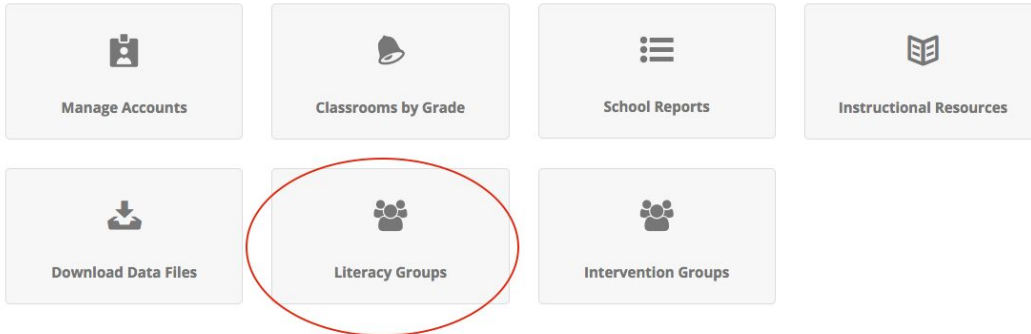 Manage Accounts
Classrooms by Grade
School Reports
Instructional Resources
Download Data Files
Literacy Groups
Intervention Groups